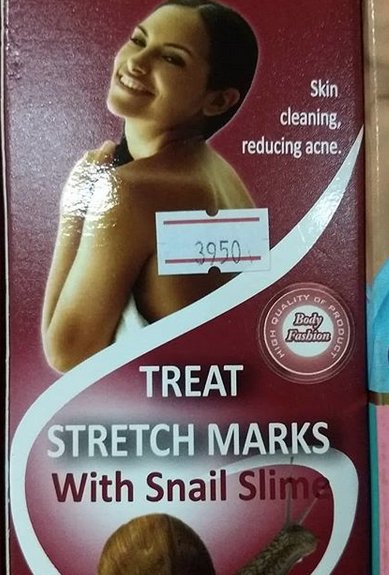 Skin
cleaning,
reducing acne.
3950
HIGH QUALITY OF PRODUCT
Body
Fashion
TREAT
STRETCH MARKS
With Snail Slime